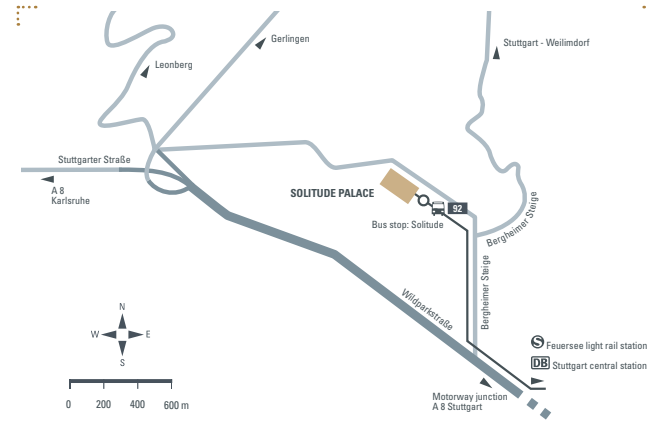 Gerlingen
Stuttgart - Weilimdorf
Leonberg
Stuttgarter Straße
A 8
Karlsruhe
SOLITUDE PALACE
92
Bus stop: Solitude
Bergheimer Steige
Bergheimer Steige
Wildparkstraße
N
W E
S
S Feuersee light rail station
DB Stuttgart central station
Motorway junction
A 8 Stuttgart
0 200 400 600 m